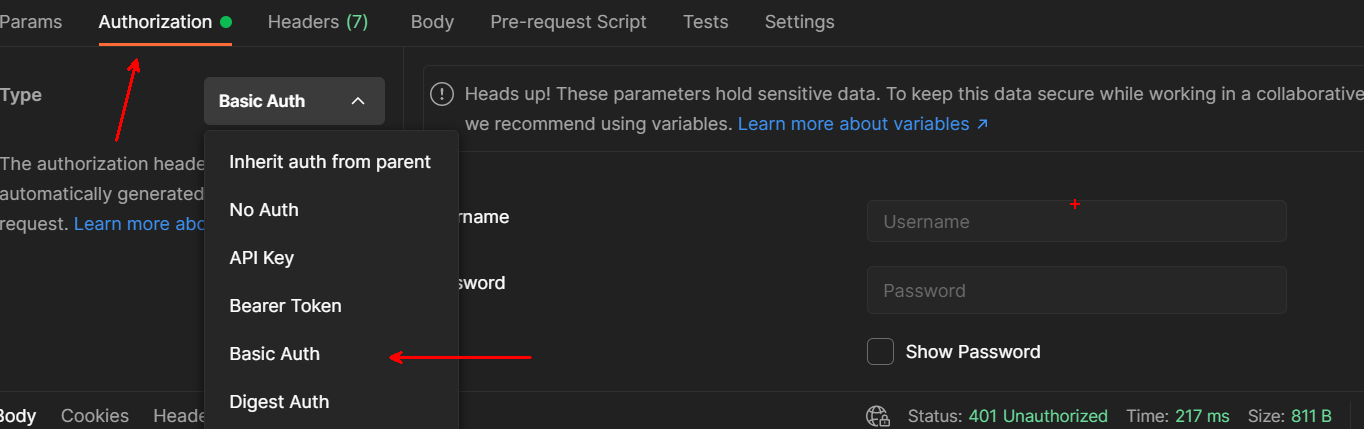 Params Authorization Headers (7) Body Pre-request Script Tests Settings
Type
Basic Auth
Heads up! These parameters hold sensitive data. To keep this data secure while working in a collaborative
we recommend using variables. Learn more about variables ↗
Inherit auth from parent
The authorization heade
automatically generated
request. Learn more abo
No Auth
API Key
Bearer Token
Basic Auth
Digest Auth
rname
Username
sword
Password
Show Password
Body Cookies Heade
Status: 401 Unauthorized Time: 217 ms Size: 811 B